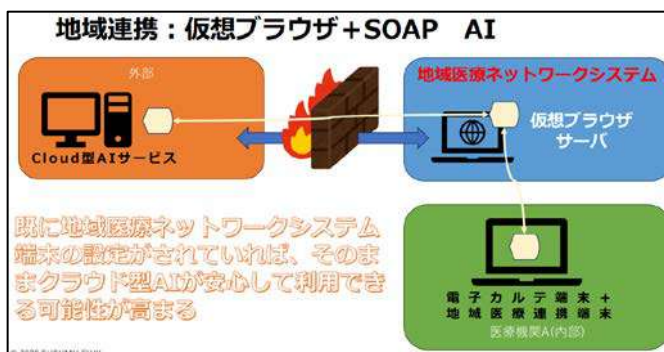 地域連携：仮想ブラウザ＋SOAP AI
外部
Cloud型AIサービス
地域医療ネットワークシステム
仮想ブラウザ
サーバ
既に地域医療ネットワークシステム
端末の設定がされていれば、そのま
まクラウド型AIが安心して利用でき
る可能性が高まる
電子カルテ端末＋
地域医療連携端末
医療機関A(内部)